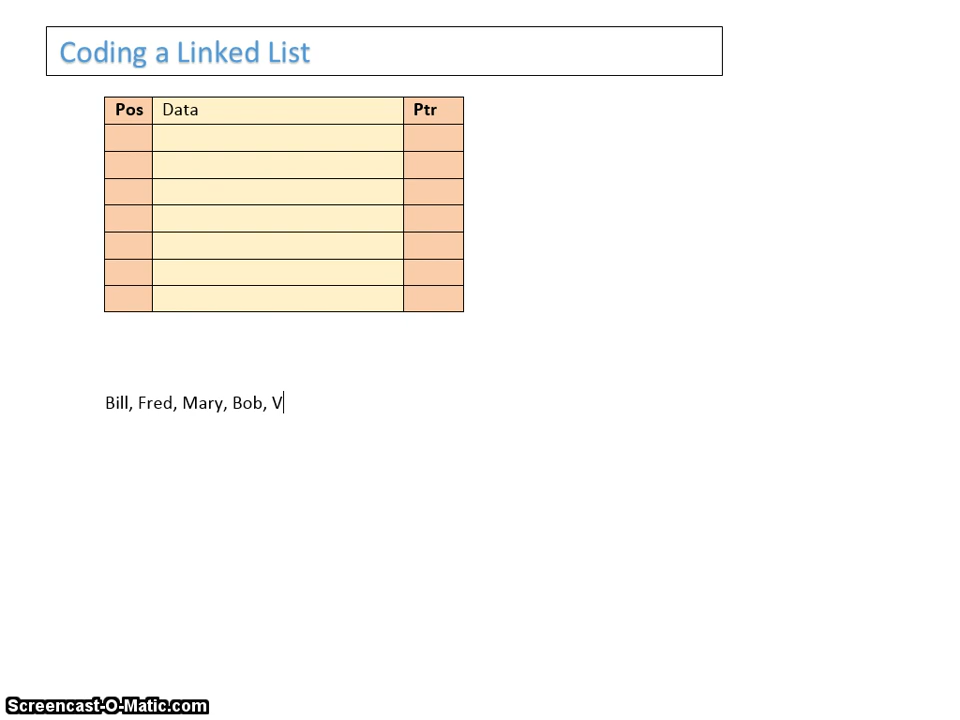 Coding a Linked List
Pos Data Ptr
Bill, Fred, Mary, Bob, V
Screencast-O-Matic.com